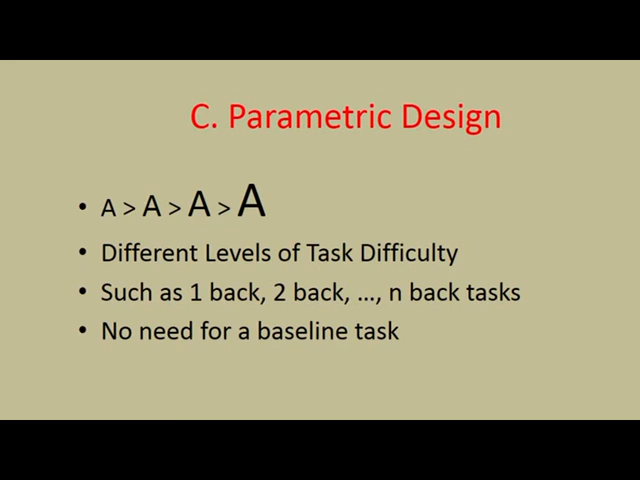 C. Parametric Design
• A > A > A > A
• Different Levels of Task Difficulty
• Such as 1 back, 2 back, …, n back tasks
• No need for a baseline task